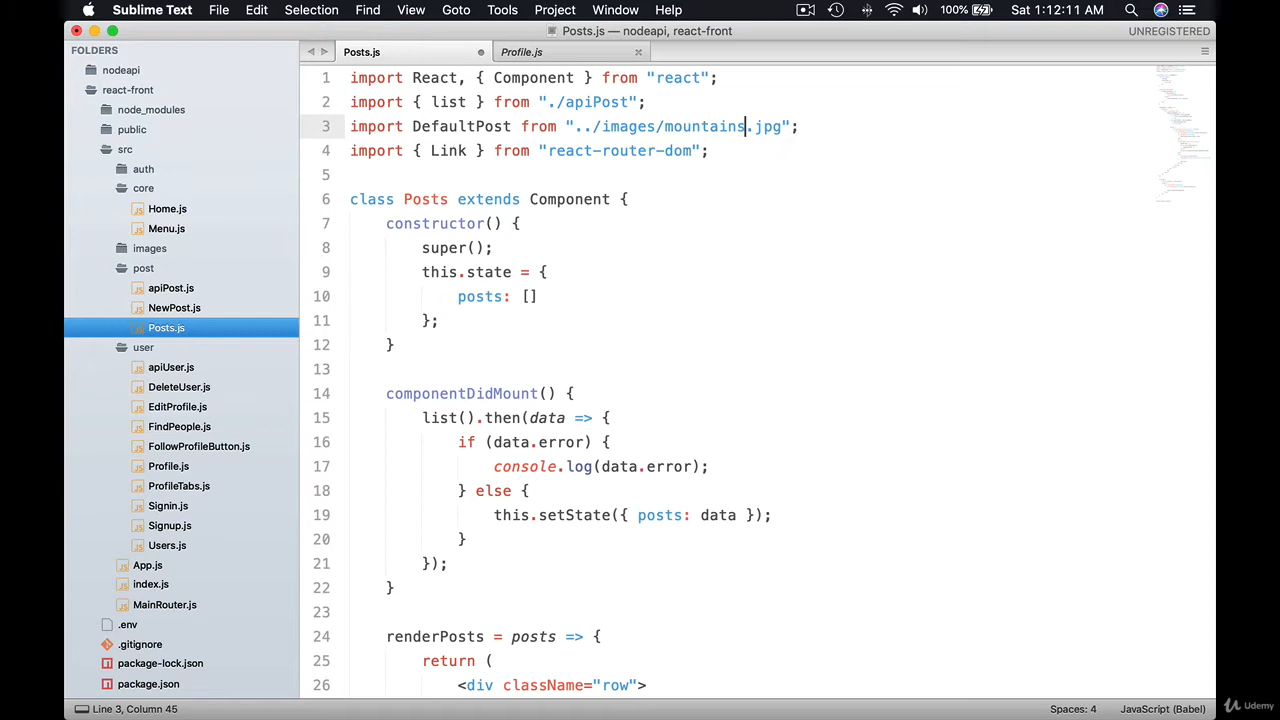 Sublime Text File Edit Selection Find View Goto Tools Project Window Help 100% Sat 1:12:11 AM
Posts.js — nodeapi, react-front UNREGISTERED
FOLDERS
nodeapi
react-front
node_modules
public
src
auth
core
Home.js
Menu.js
images
post
apiPost.js
NewPost.js
Posts.js
user
apiUser.js
DeleteUser.js
EditProfile.js
FindPeople.js
FollowProfileButton.js
Profile.js
ProfileTabs.js
Signin.js
Signup.js
Users.js
App.js
index.js
MainRouter.js
.env
.gitignore
package-lock.json
package.json
Posts.js Profile.js
1 import React, { Component } from "react";
2 import { list } from "./apiPost";
3 import DefaultPost from "../images/mountains.jpg";
4 import { Link } from "react-router-dom";
5
6 class Posts extends Component {
7 constructor() {
8 super();
9 this.state = {
10 posts: []
11 };
12 }
13
14 componentDidMount() {
15 list().then(data => {
16 if (data.error) {
17 console.log(data.error);
18 } else {
19 this.setState({ posts: data });
20 }
21 });
22 }
23
24 renderPosts = posts => {
25 return (
26 <div className="row">
Line 3, Column 45 Spaces: 4 JavaScript (Babel)
Udemy